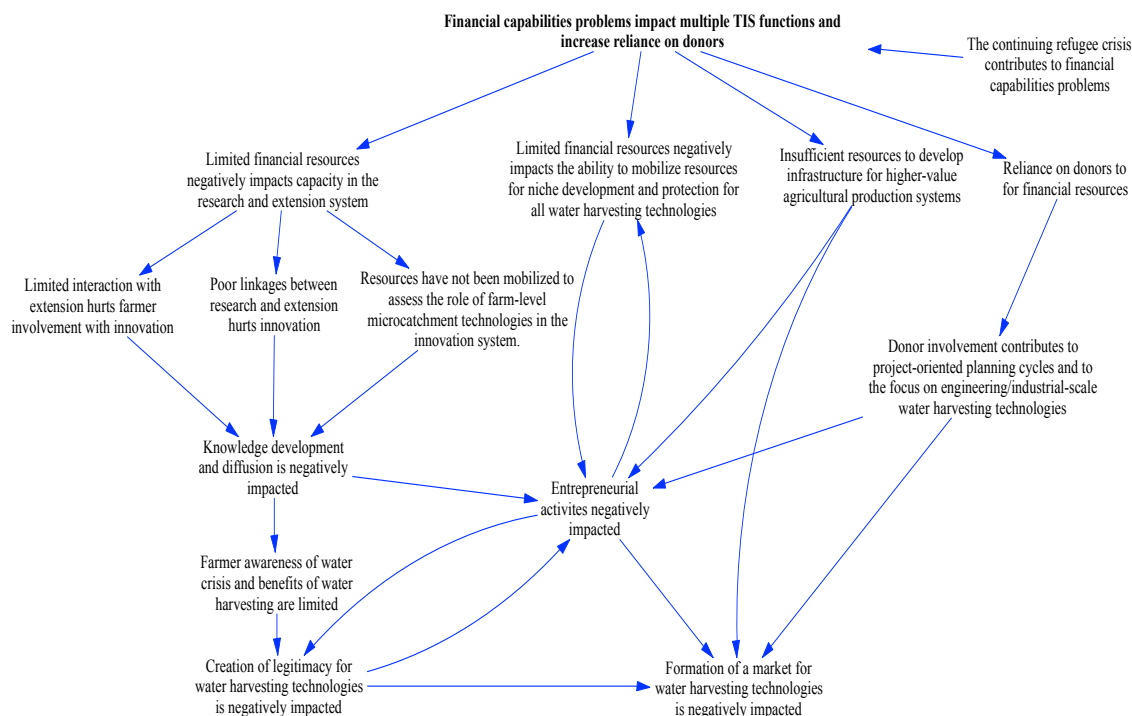 Financial capabilities problems impact multiple TIS functions and
increase reliance on donors
The continuing refugee crisis
contributes to financial
capabilities problems
Limited financial resources
negatively impacts capacity in the
research and extension system
Limited financial resources negatively
impacts the ability to mobilize resources
for niche development and protection for
all water harvesting technologies
Insufficient resources to develop
infrastructure for higher-value
agricultural production systems
Reliance on donors to
for financial resources
Limited interaction with
extension hurts farmer
involvement with innovation
Poor linkages between
research and extension
hurts innovation
Resources have not been mobilized to
assess the role of farm-level
microcatchment technologies in the
innovation system.
Donor involvement contributes to
project-oriented planning cycles and to
the focus on engineering/industrial-scale
water harvesting technologies
Knowledge development
and diffusion is negatively
impacted
Entrepreneurial
activites negatively
impacted
Farmer awareness of water
crisis and benefits of water
harvesting are limited
Creation of legitimacy for
water harvesting technologies
is negatively impacted
Formation of a market for
water harvesting technologies
is negatively impacted